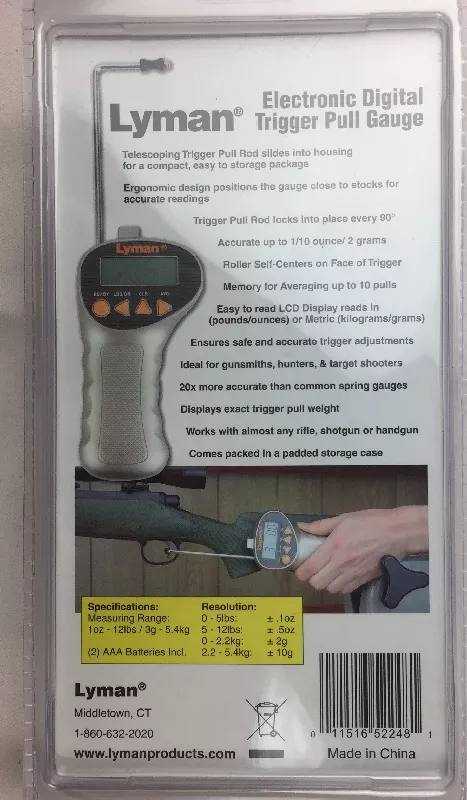 Lyman®
Electronic Digital
Trigger Pull Gauge
Telescoping Trigger Pull Rod slides into housing
for a compact, easy to storage package
Ergonomic design positions the gauge close to stocks for
accurate readings
Trigger Pull Rod locks into place every 90°
Accurate up to 1/10 ounce/ 2 grams
Roller Self-Centers on Face of Trigger
Memory for Averaging up to 10 pulls
Easy to read LCD Display reads in
(pounds/ounces) or Metric (kilograms/grams)
Ensures safe and accurate trigger adjustments
Ideal for gunsmiths, hunters, & target shooters
20x more accurate than common spring gauges
Displays exact trigger pull weight
Works with almost any rifle, shotgun or handgun
Comes packed in a padded storage case
Lyman®
CLR
AVG
Specifications:
Measuring Range:
1oz - 12lbs / 3g - 5.4kg
(2) AAA Batteries Incl.
Resolution:
0 - 5lbs: ± .1oz
5 - 12lbs: ± .5oz
0 - 2.2kg: ± 2g
2.2 - 5.4kg: ± 10g
Lyman®
Middletown, CT
1-860-632-2020
www.lymanproducts.com
0 11516 52248 1
Made in China